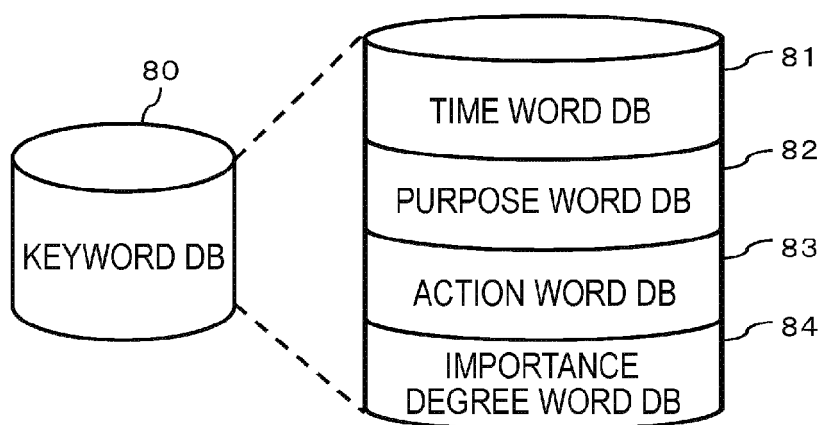 80
KEYWORD DB
81
TIME WORD DB
82
PURPOSE WORD DB
83
ACTION WORD DB
84
IMPORTANCE
DEGREE WORD DB